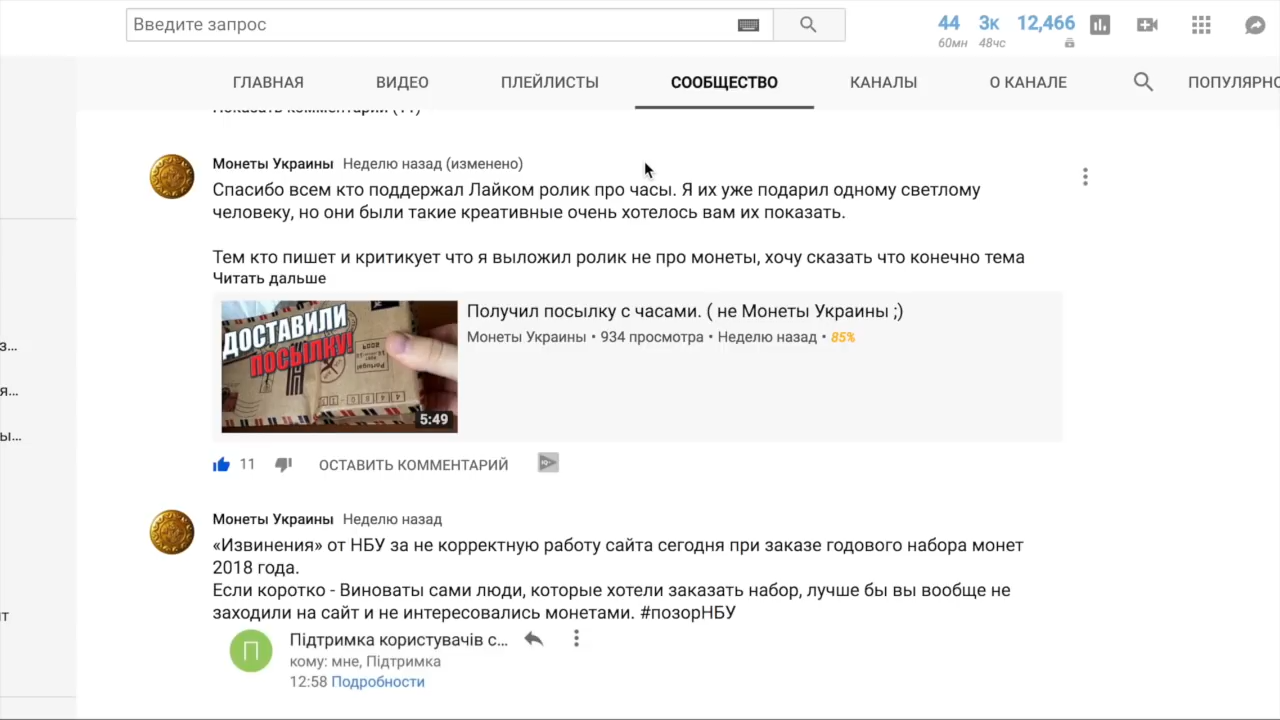 Введите запрос
44 3к 12,466
60мн 48чс
ГЛАВНАЯ ВИДЕО ПЛЕЙЛИСТЫ СООБЩЕСТВО КАНАЛЫ О КАНАЛЕ ПОПУЛЯРНО
Показать комментарии (11)
Монеты Украины Неделю назад (изменено)
Спасибо всем кто поддержал Лайком ролик про часы. Я их уже подарил одному светлому
человеку, но они были такие креативные очень хотелось вам их показать.
Тем кто пишет и критикует что я выложил ролик не про монеты, хочу сказать что конечно тема
Читать дальше
ДОСТАВИЛИ
ПОСЫЛКУ!
5:49
Получил посылку с часами. ( не Монеты Украины ;)
Монеты Украины • 934 просмотра • Неделю назад • 85%
11 ОСТАВИТЬ КОММЕНТАРИЙ
Монеты Украины Неделю назад
«Извинения» от НБУ за не корректную работу сайта сегодня при заказе годового набора монет
2018 года.
Если коротко - Виноваты сами люди, которые хотели заказать набор, лучше бы вы вообще не
заходили на сайт и не интересовались монетами. #позорНБУ
П
Підтримка користувачів с...
кому: мне, Підтримка
12:58 Подробности
з...
я...
ы...
т